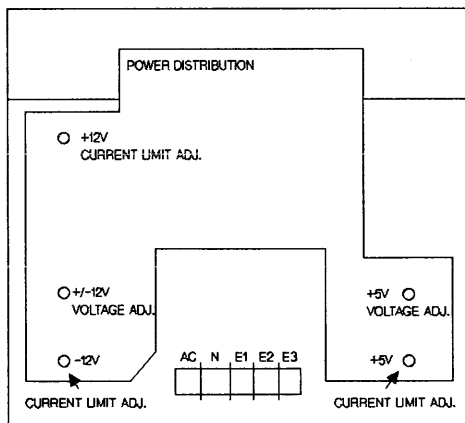 POWER DISTRIBUTION
+12V
CURRENT LIMIT ADJ.
+/-12V
VOLTAGE ADJ.
+5V
VOLTAGE ADJ.
-12V
AC N E1 E2 E3
+5V
CURRENT LIMIT ADJ.
CURRENT LIMIT ADJ.